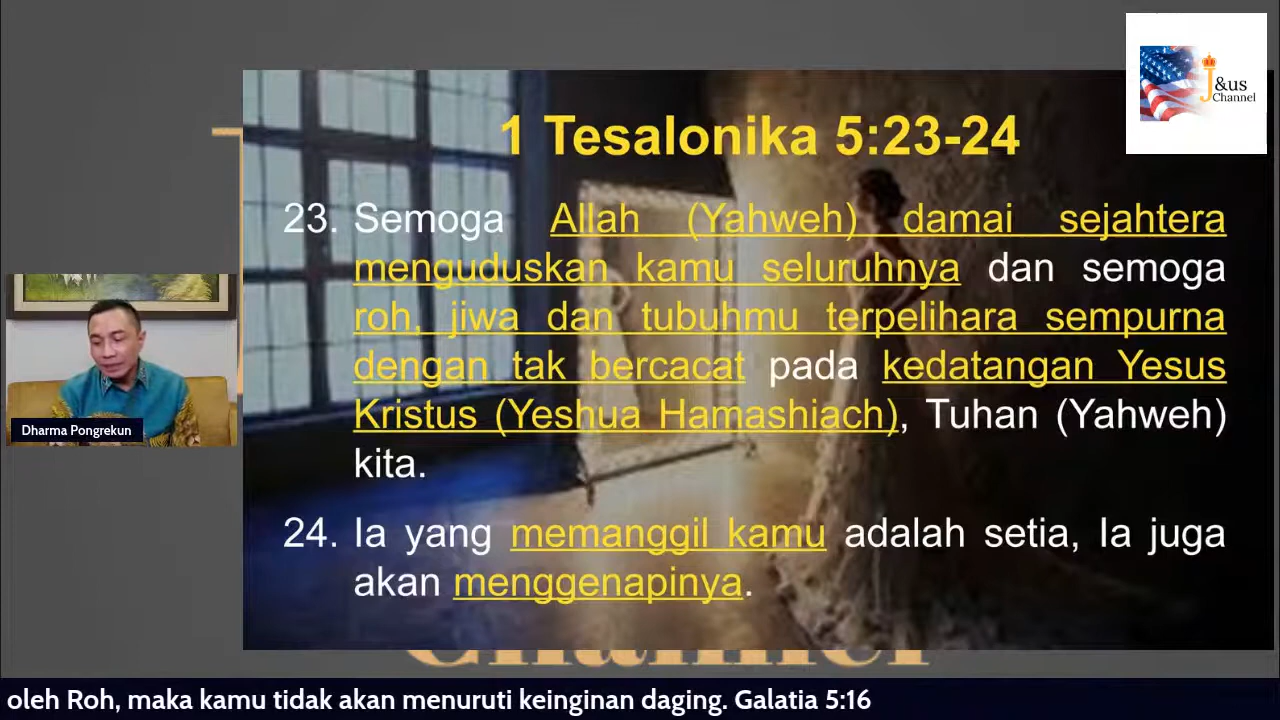 J&us
Channel
1 Tesalonika 5:23-24
23. Semoga Allah (Yahweh) damai sejahtera
menguduskan kamu seluruhnya dan semoga
roh, jiwa dan tubuhmu terpelihara sempurna
dengan tak bercacat pada kedatangan Yesus
Kristus (Yeshua Hamashiach), Tuhan (Yahweh)
kita.
24. Ia yang memanggil kamu adalah setia, Ia juga
akan menggenapinya.
Dharma Pongrekun
Channel
oleh Roh, maka kamu tidak akan menuruti keinginan daging. Galatia 5:16